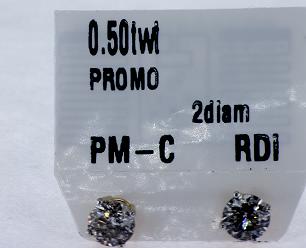 0.50twt
PROMO
2diam
PM-C RDI